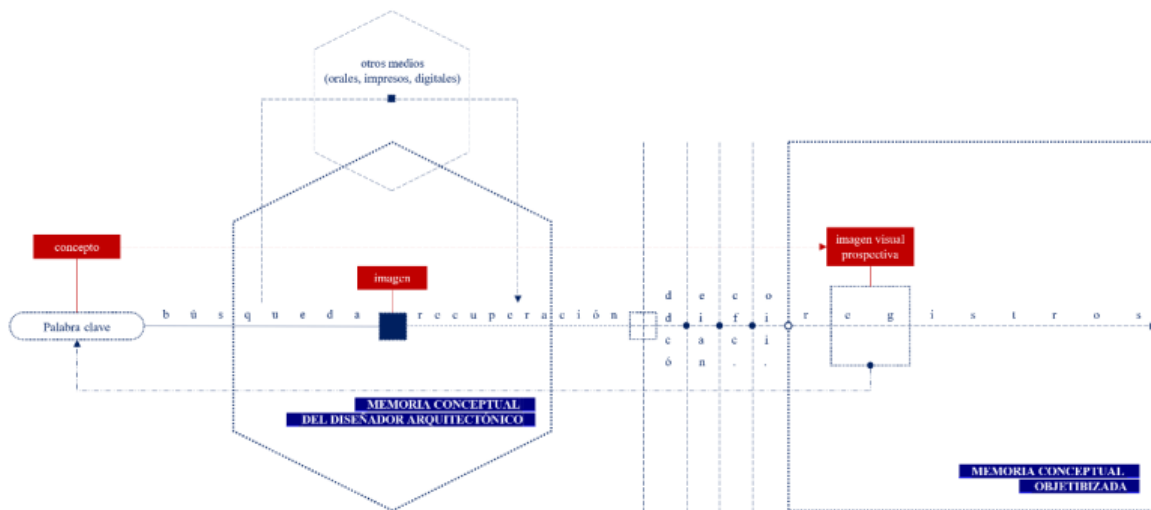 otros medios
(orales, impresos, digitales)
concepto
imagen
imagen visual
prospectiva
Palabra clave
b ú s q u e d a
r e c u p e r a c i ó n
d e c o
d i f i
c a c i
ó n . .
r e g i s t r o s
MEMORIA CONCEPTUAL
DEL DISEÑADOR ARQUITECTÓNICO
MEMORIA CONCEPTUAL
OBJETIBIZADA